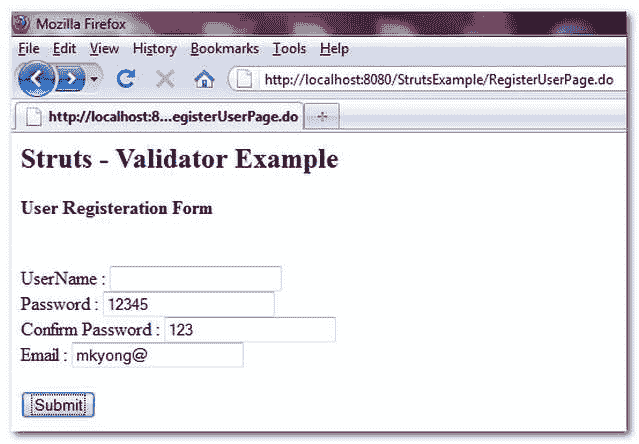 Mozilla Firefox
File Edit View History Bookmarks Tools Help
http://localhost:8080/StrutsExample/RegisterUserPage.do
http://localhost:8...egisterUserPage.do
Struts - Validator Example
User Registeration Form
UserName :
Password : 12345
Confirm Password : 123
Email : mkyong@
Submit